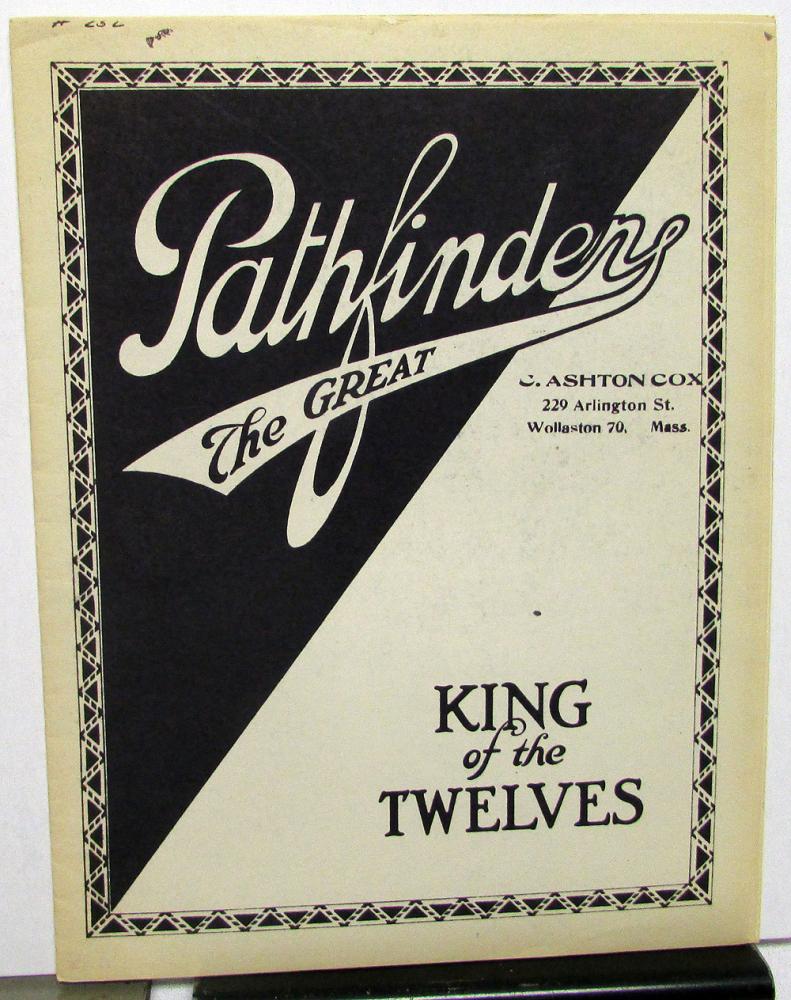 Pathfinder
The GREAT
C. ASHTON COX
229 Arlington St.
Wollaston 70, Mass.
KING
of the
TWELVES